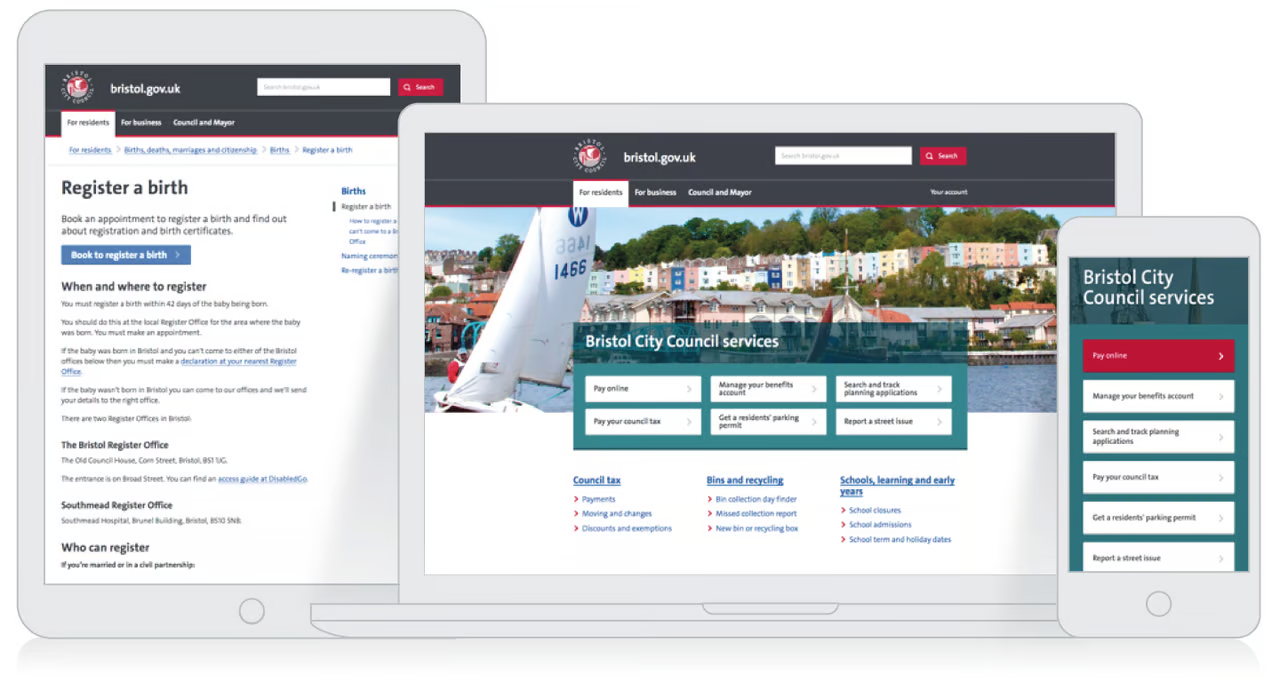 BRISTOL CITY COUNCIL
bristol.gov.uk
Search bristol.gov.uk
Search
For residents
For business
Council and Mayor
For residents
Births, deaths, marriages and citizenship
Births
Register a birth
Register a birth
Book an appointment to register a birth and find out
about registration and birth certificates.
Book to register a birth
When and where to register
You must register a birth within 42 days of the baby being born.
You should do this at the local Register Office for the area where the baby
was born. You must make an appointment.
If the baby was born in Bristol and you can't come to either of the Bristol
offices below then you must make a declaration at your nearest Register
Office.
If the baby wasn't born in Bristol you can come to our offices and we'll send
your details to the right office.
There are two Register Offices in Bristol:
The Bristol Register Office
The Old Council House, Corn Street, Bristol, BS1 1JG.
The entrance is on Broad Street. You can find an access guide at DisabledGo.
Southmead Register Office
Southmead Hospital, Brunel Building, Bristol, BS10 5NB.
Who can register
If you're married or in a civil partnership:
Births
Register a birth
How to register a
can't come to a
Office
Naming
Re-register a birth
BRISTOL CITY COUNCIL
bristol.gov.uk
Search bristol.gov.uk
Search
For residents
For business
Council and Mayor
Your account
W
1466
1466
Bristol City Council services
Pay online
Manage your benefits
account
Search and track
planning applications
Pay your council tax
Get a residents' parking
permit
Report a street issue
Council tax
Payments
Moving and changes
Discounts and exemptions
Bins and recycling
Bin collection day finder
Missed collection report
New bin or recycling box
Schools, learning and early
years
School closures
School admissions
School term and holiday dates
Bristol City
Council services
Pay online
Manage your benefits account
Search and track planning
applications
Pay your council tax
Get a residents' parking permit
Report a street issue